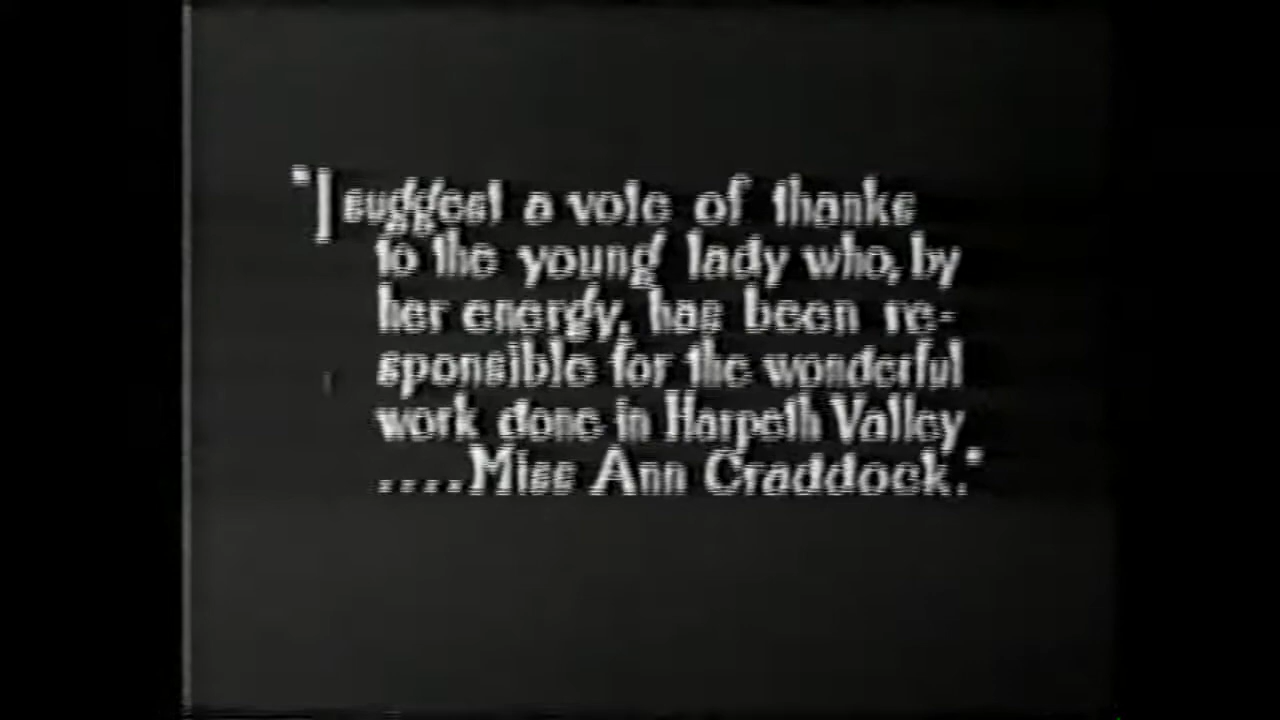 "I suggest a vote of thanks
to the young lady who, by
her energy, has been re-
sponsible for the wonderful
work done in Harpeth Valley
....Miss Ann Craddock."